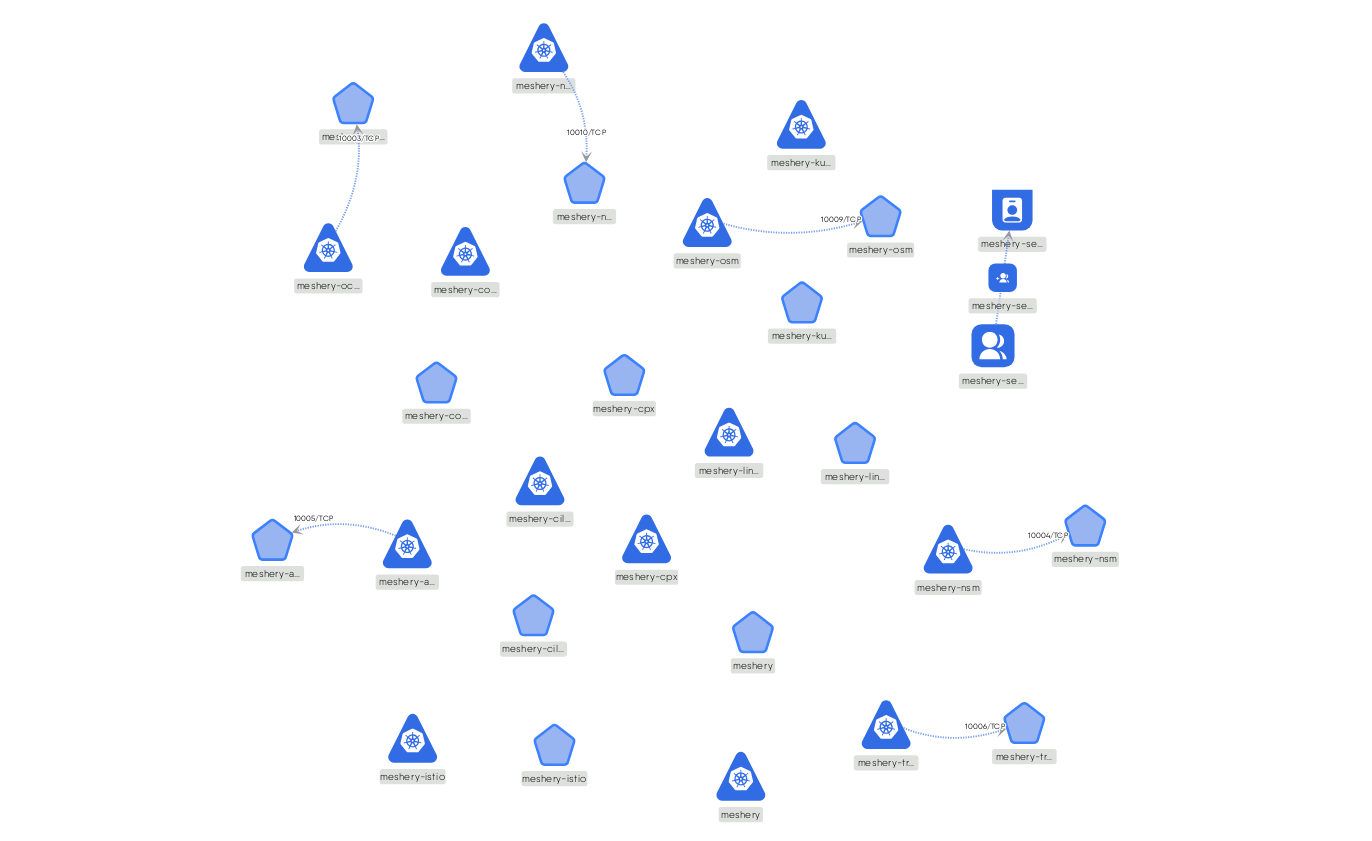 meshery-n...
10003/TCP
10010/TCP
meshery-ku...
meshery-n...
10009/TCP
meshery-osm
meshery-osm
meshery-se...
meshery-oc...
meshery-co...
meshery-se...
meshery-ku...
meshery-se...
meshery-co...
meshery-cpx
meshery-lin...
meshery-lin...
meshery-cil...
10005/TCP
10004/TCP
meshery-nsm
meshery-a...
meshery-a...
meshery-cpx
meshery-nsm
meshery-cil...
meshery
10006/TCP
meshery-tr...
meshery-tr...
meshery-istio
meshery-istio
meshery